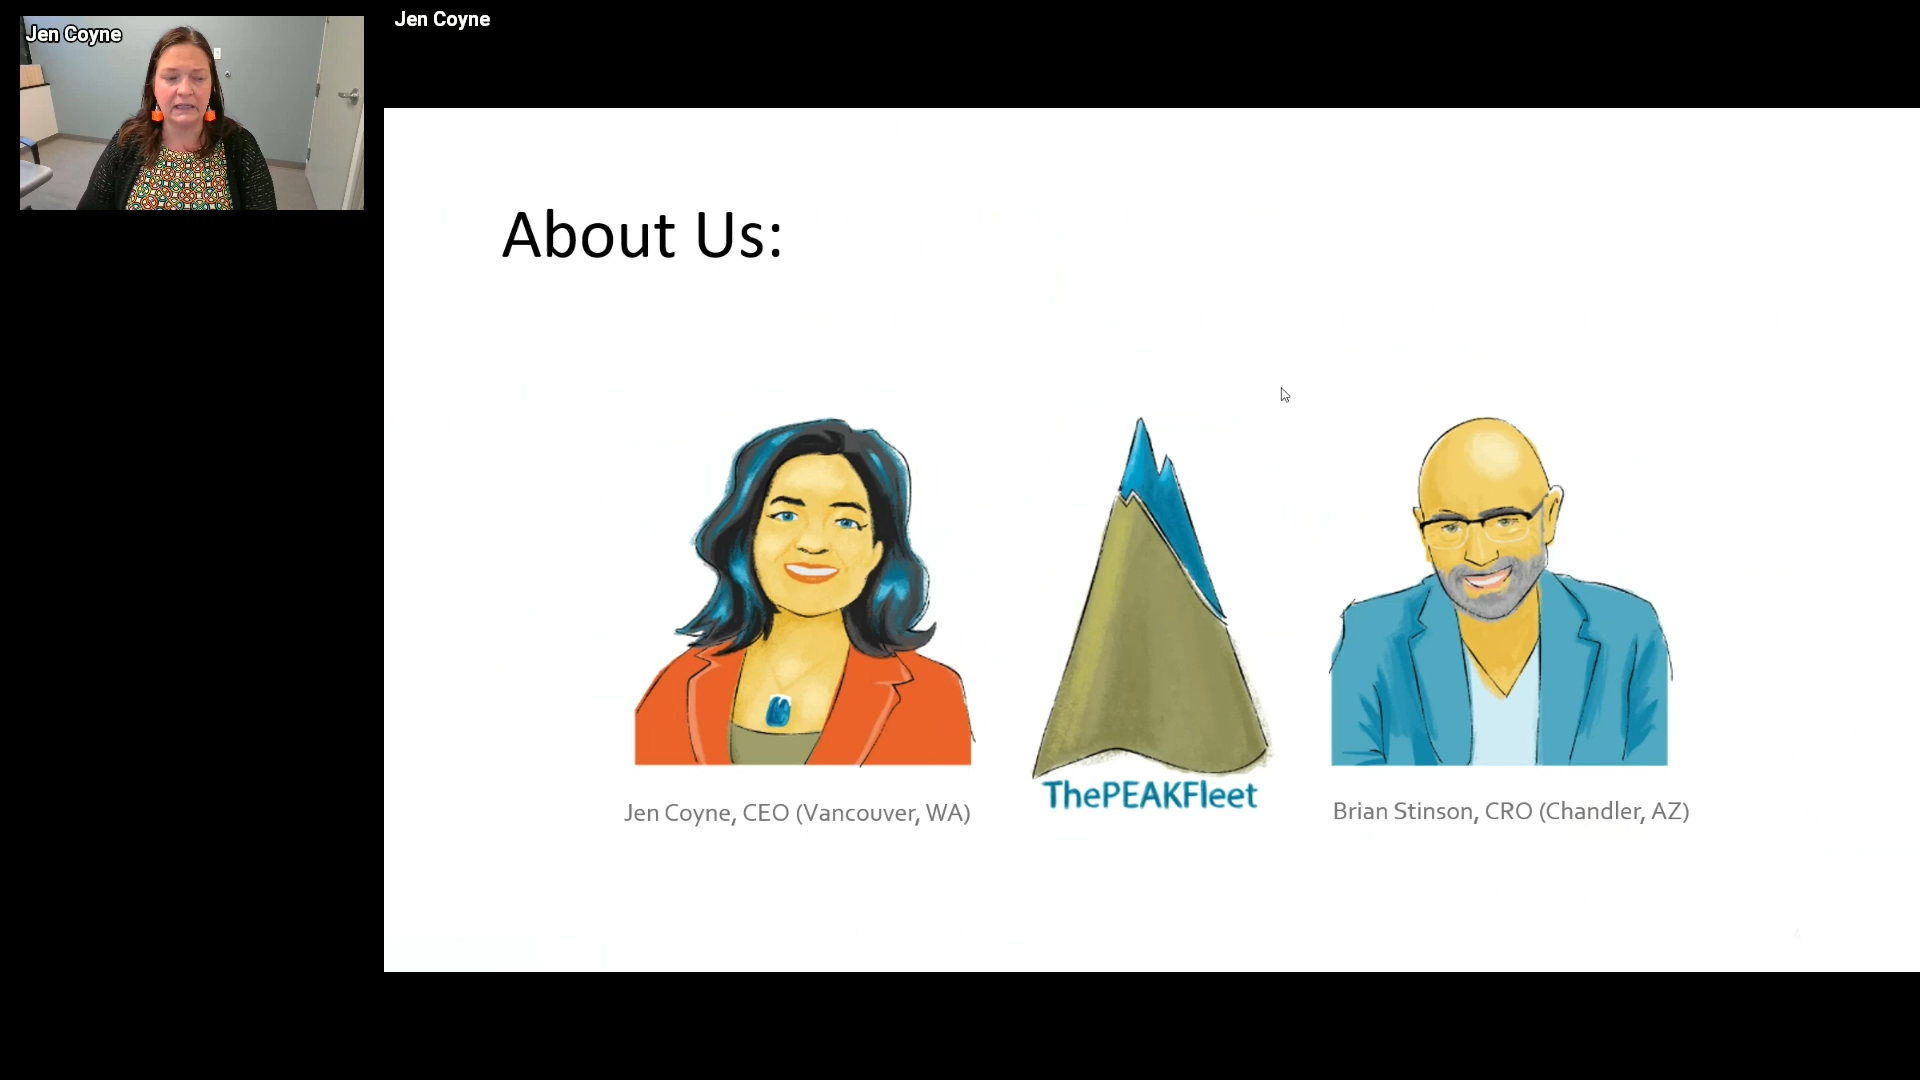 Jen Coyne
Jen Coyne
About Us:
ThePEAKFleet
Jen Coyne, CEO (Vancouver, WA)
Brian Stinson, CRO (Chandler, AZ)